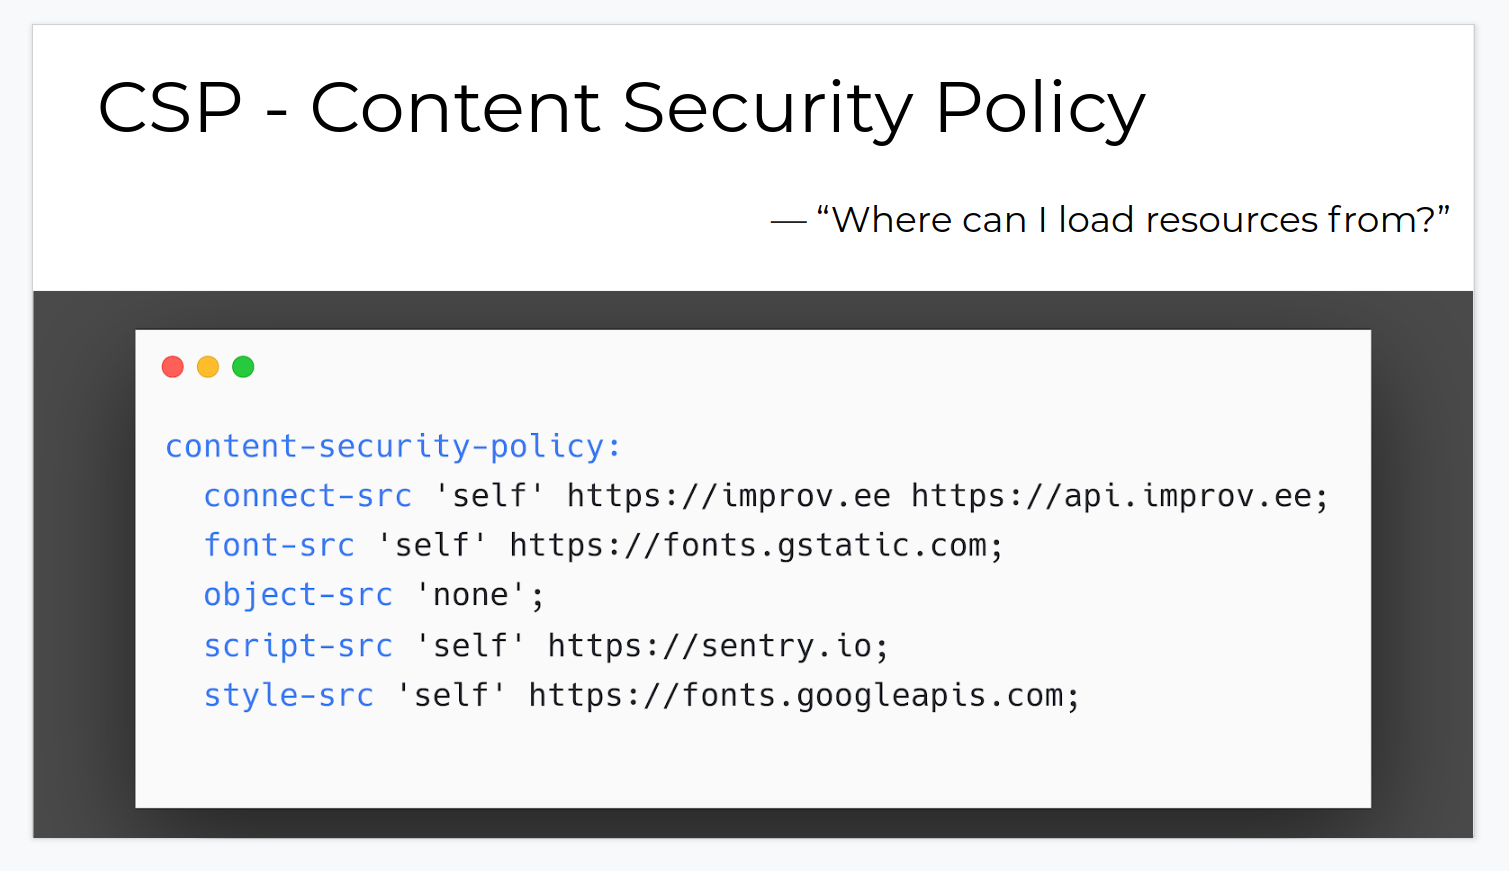 CSP - Content Security Policy
— “Where can I load resources from?”
content-security-policy:
connect-src 'self' https://improv.ee https://api.improv.ee;
font-src 'self' https://fonts.gstatic.com;
object-src 'none';
script-src 'self' https://sentry.io;
style-src 'self' https://fonts.googleapis.com;